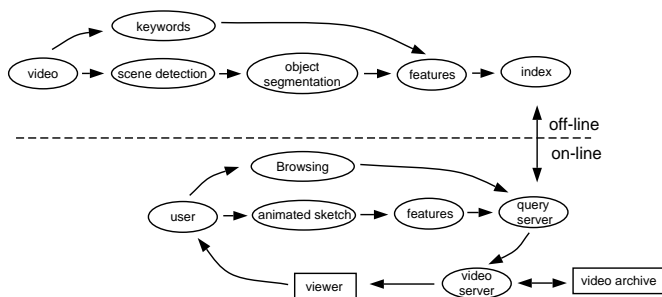 keywords
video
scene detection
object
segmentation
features
index
off-line
on-line
Browsing
user
animated sketch
features
query
server
viewer
video
server
video archive